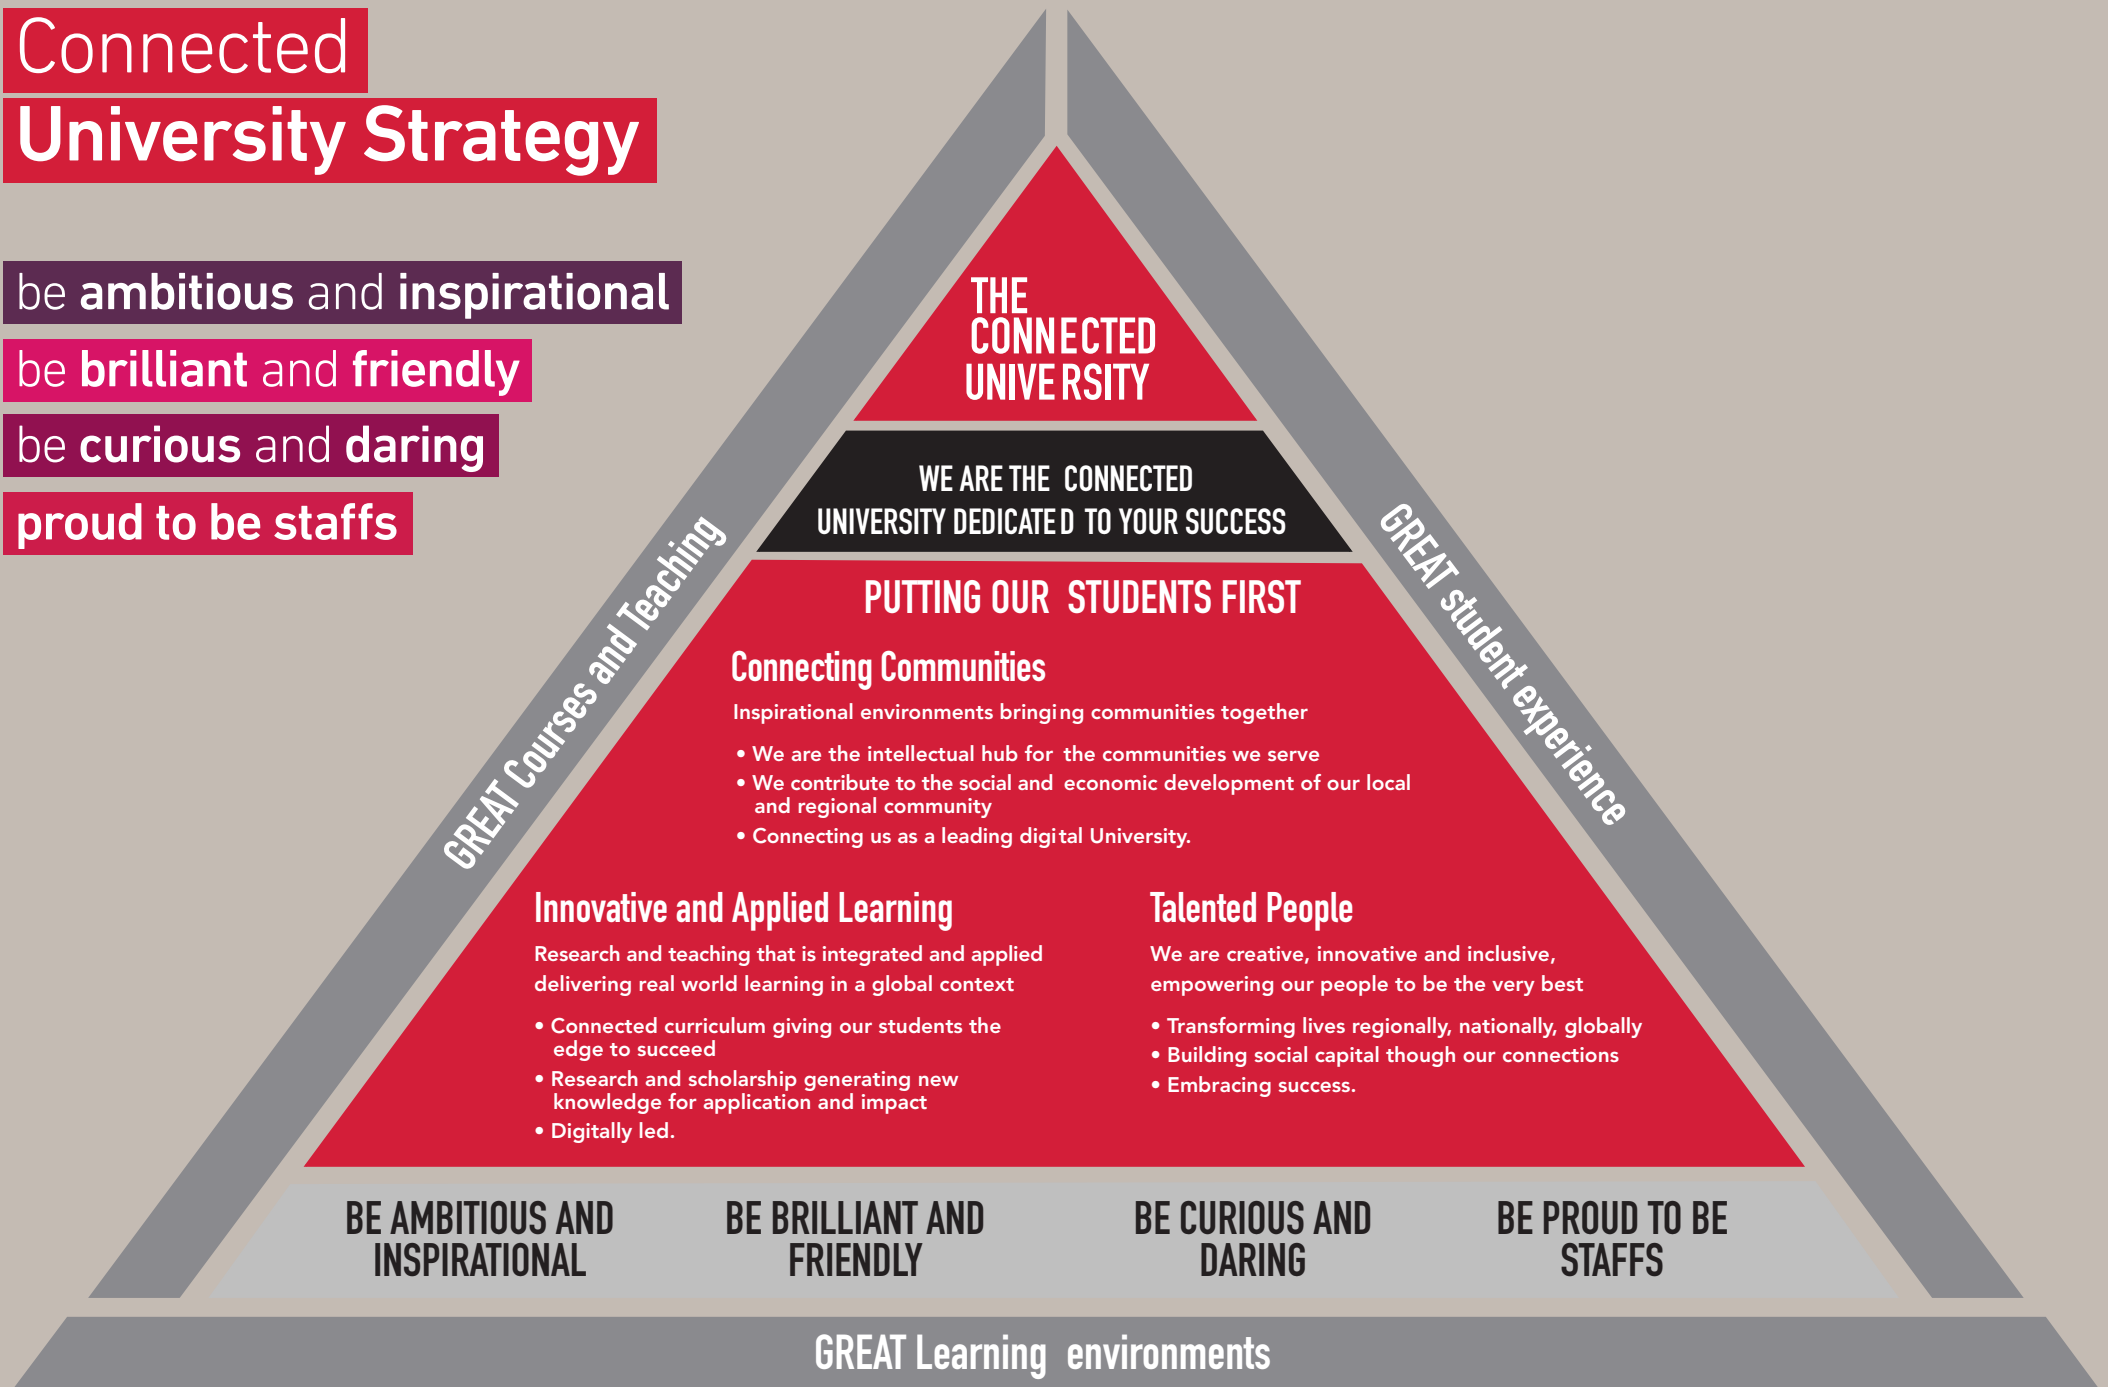 Connected
University Strategy
be ambitious and inspirational
be brilliant and friendly
be curious and daring
proud to be staffs
THE
CONNECTED
UNIVERSITY
WE ARE THE CONNECTED
UNIVERSITY DEDICATED TO YOUR SUCCESS
GREAT Courses and Teaching
GREAT student experience
PUTTING OUR STUDENTS FIRST
Connecting Communities
Inspirational environments bringing communities together
• We are the intellectual hub for the communities we serve
• We contribute to the social and economic development of our local
and regional community
• Connecting us as a leading digital University.
Innovative and Applied Learning
Research and teaching that is integrated and applied
delivering real world learning in a global context
• Connected curriculum giving our students the
edge to succeed
• Research and scholarship generating new
knowledge for application and impact
• Digitally led.
Talented People
We are creative, innovative and inclusive,
empowering our people to be the very best
• Transforming lives regionally, nationally, globally
• Building social capital though our connections
• Embracing success.
BE AMBITIOUS AND
INSPIRATIONAL
BE BRILLIANT AND
FRIENDLY
BE CURIOUS AND
DARING
BE PROUD TO BE
STAFFS
GREAT Learning environments